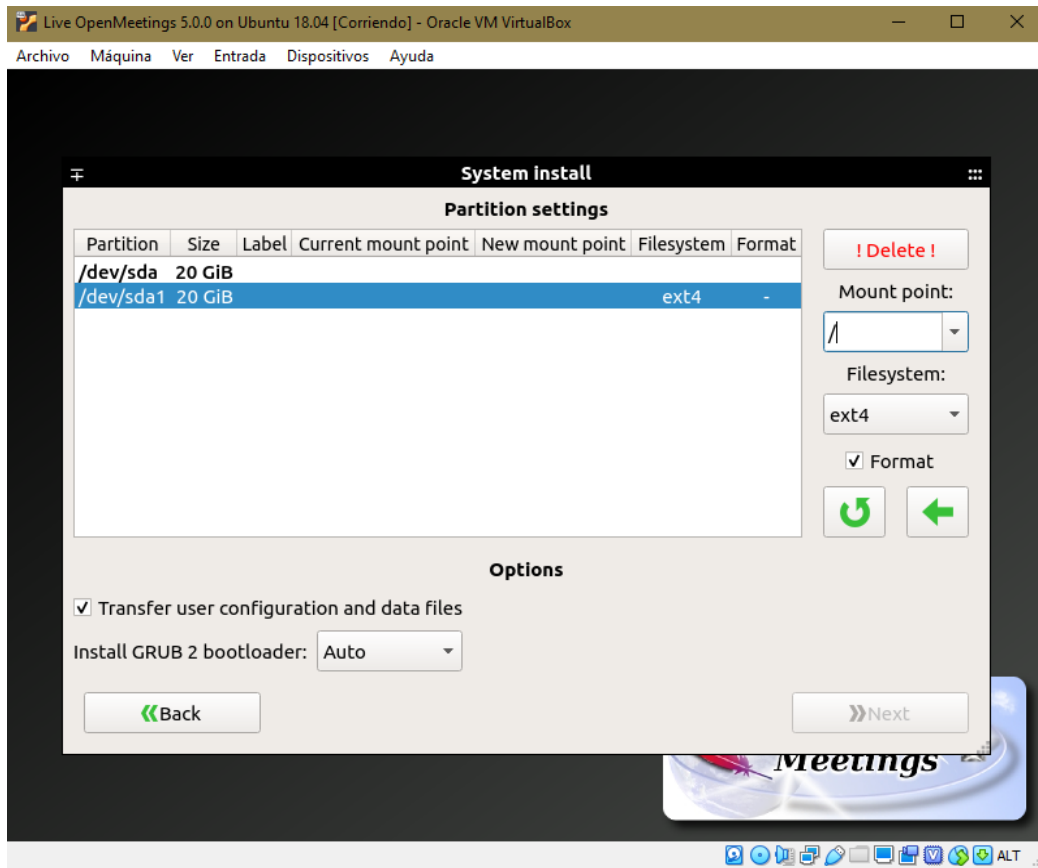 Live OpenMeetings 5.0.0 on Ubuntu 18.04 [Corriendo] - Oracle VM VirtualBox
Archivo Máquina Ver Entrada Dispositivos Ayuda
System install
Partition settings
Partition Size Label Current mount point New mount point Filesystem Format
/dev/sda 20 GiB
/dev/sda1 20 GiB ext4 -
! Delete !
Mount point:
/
Filesystem:
ext4
Format
Options
Transfer user configuration and data files
Install GRUB 2 bootloader: Auto
Back
Next
Meetings
ALT